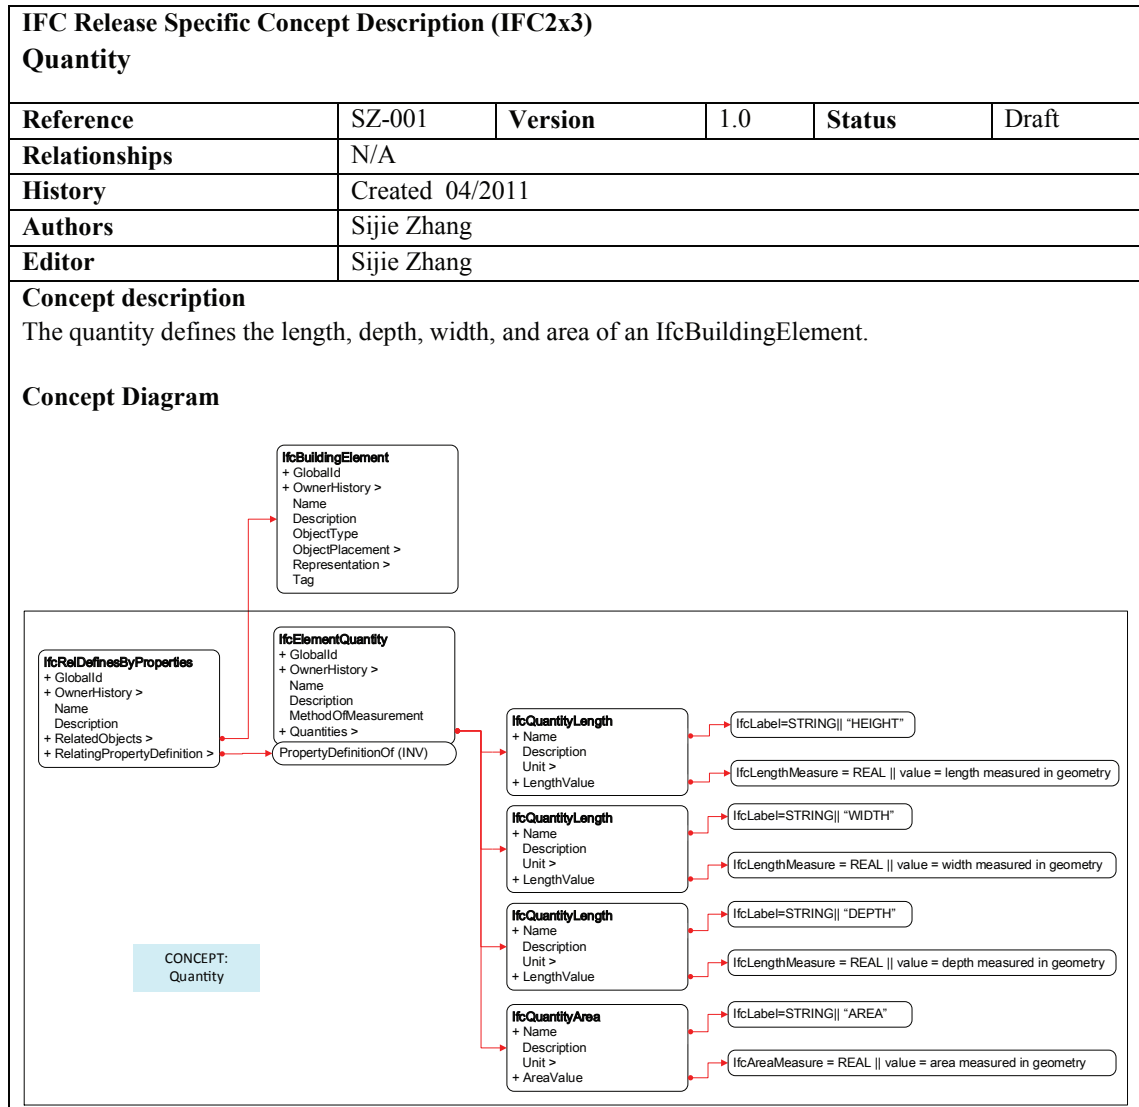 IFC Release Specific Concept Description (IFC2x3)
Quantity
Reference SZ-001 Version 1.0 Status Draft
Relationships N/A
History Created 04/2011
Authors Sijie Zhang
Editor Sijie Zhang
Concept description
The quantity defines the length, depth, width, and area of an IfcBuildingElement.
Concept Diagram
IfcBuildingElement
+ GlobalId
+ OwnerHistory >
Name
Description
ObjectType
ObjectPlacement >
Representation >
Tag
IfcRelDefinesByProperties
+ GlobalId
+ OwnerHistory >
Name
Description
+ RelatedObjects >
+ RelatingPropertyDefinition >
IfcElementQuantity
+ GlobalId
+ OwnerHistory >
Name
Description
MethodOfMeasurement
+ Quantities >
PropertyDefinitionOf (INV)
IfcQuantityLength
+ Name
Description
Unit >
+ LengthValue
IfcLabel=STRING|| “HEIGHT”
IfcLengthMeasure = REAL || value = length measured in geometry
IfcQuantityLength
+ Name
Description
Unit >
+ LengthValue
IfcLabel=STRING|| “WIDTH”
IfcLengthMeasure = REAL || value = width measured in geometry
IfcQuantityLength
+ Name
Description
Unit >
+ LengthValue
IfcLabel=STRING|| “DEPTH”
IfcLengthMeasure = REAL || value = depth measured in geometry
IfcQuantityArea
+ Name
Description
Unit >
+ AreaValue
IfcLabel=STRING|| “AREA”
IfcAreaMeasure = REAL || value = area measured in geometry
CONCEPT:
Quantity